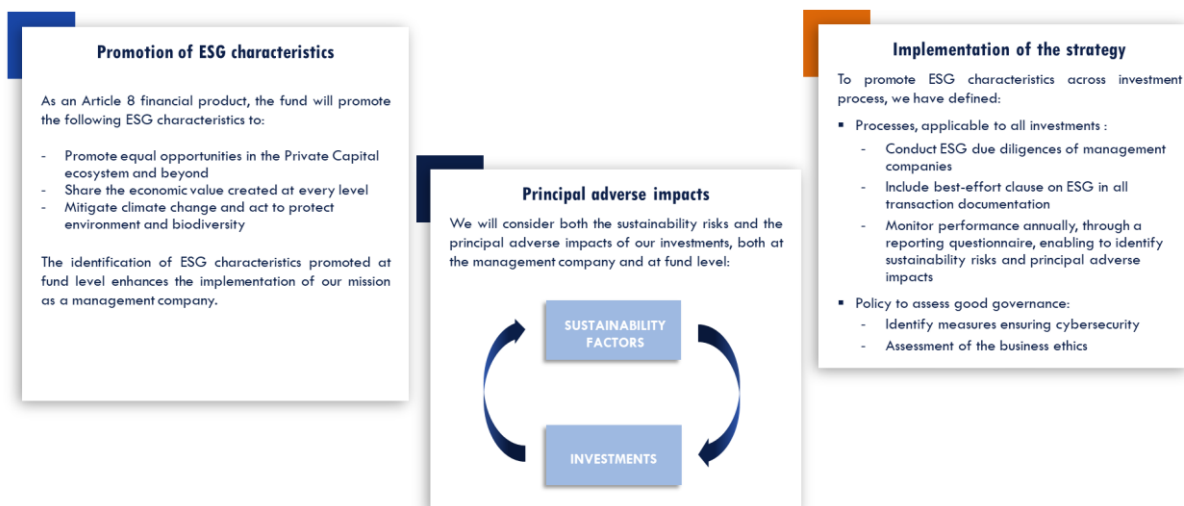 Promotion of ESG characteristics
As an Article 8 financial product, the fund will promote
the following ESG characteristics to:
- Promote equal opportunities in the Private Capital
ecosystem and beyond
- Share the economic value created at every level
- Mitigate climate change and act to protect
environment and biodiversity
The identification of ESG characteristics promoted at
fund level enhances the implementation of our mission
as a management company.
Principal adverse impacts
We will consider both the sustainability risks and the
principal adverse impacts of our investments, both at
the management company and at fund level:
SUSTAINABILITY
FACTORS
INVESTMENTS
Implementation of the strategy
To promote ESG characteristics across investment
process, we have defined:
▪ Processes, applicable to all investments :
- Conduct ESG due diligences of management
companies
- Include best-effort clause on ESG in all
transaction documentation
- Monitor performance annually, through a
reporting questionnaire, enabling to identify
sustainability risks and principal adverse
impacts
▪ Policy to assess good governance:
- Identify measures ensuring cybersecurity
- Assessment of the business ethics